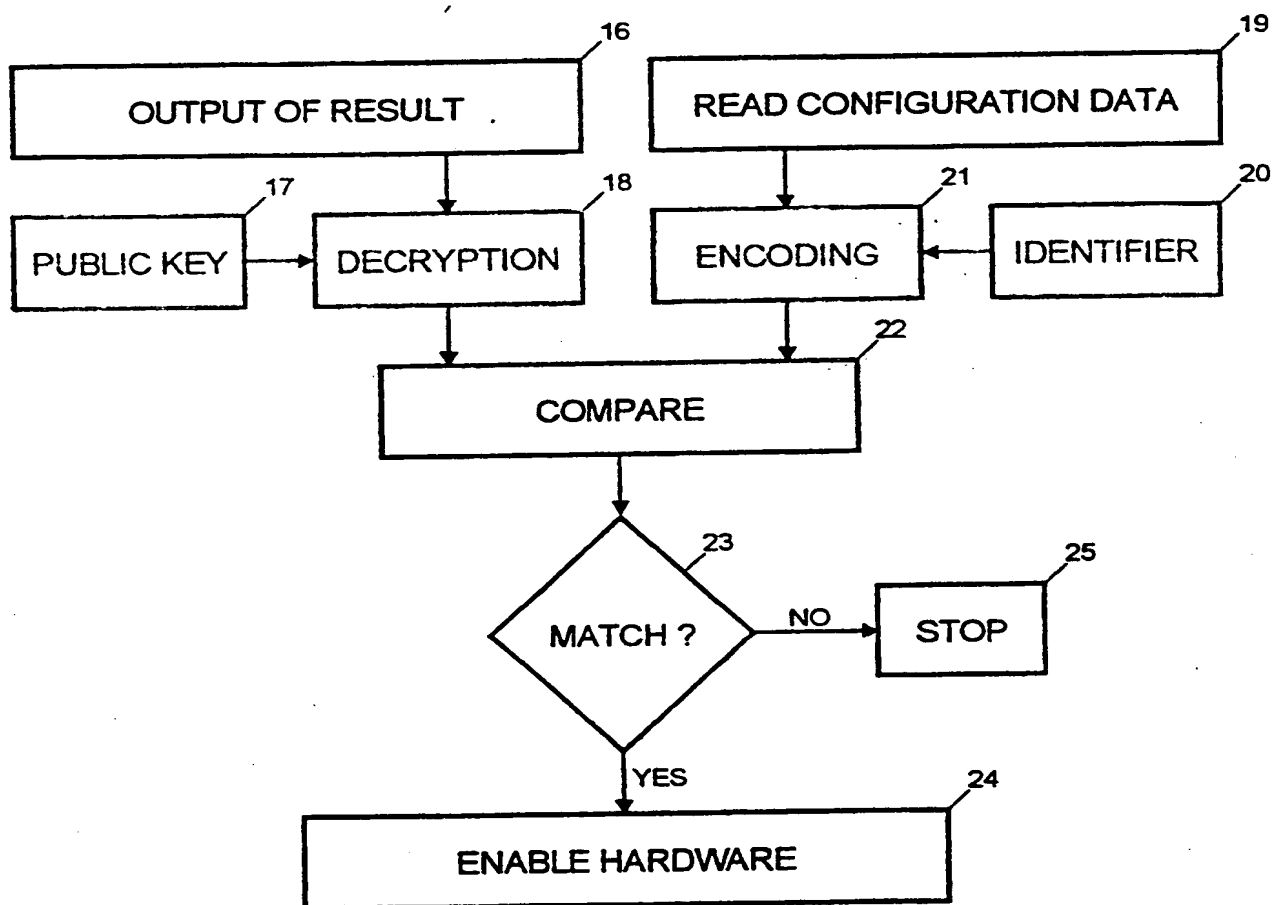 16
19
OUTPUT OF RESULT
READ CONFIGURATION DATA
17
18
21
20
PUBLIC KEY
DECRYPTION
ENCODING
IDENTIFIER
22
COMPARE
23
25
MATCH ?
NO
STOP
YES
24
ENABLE HARDWARE